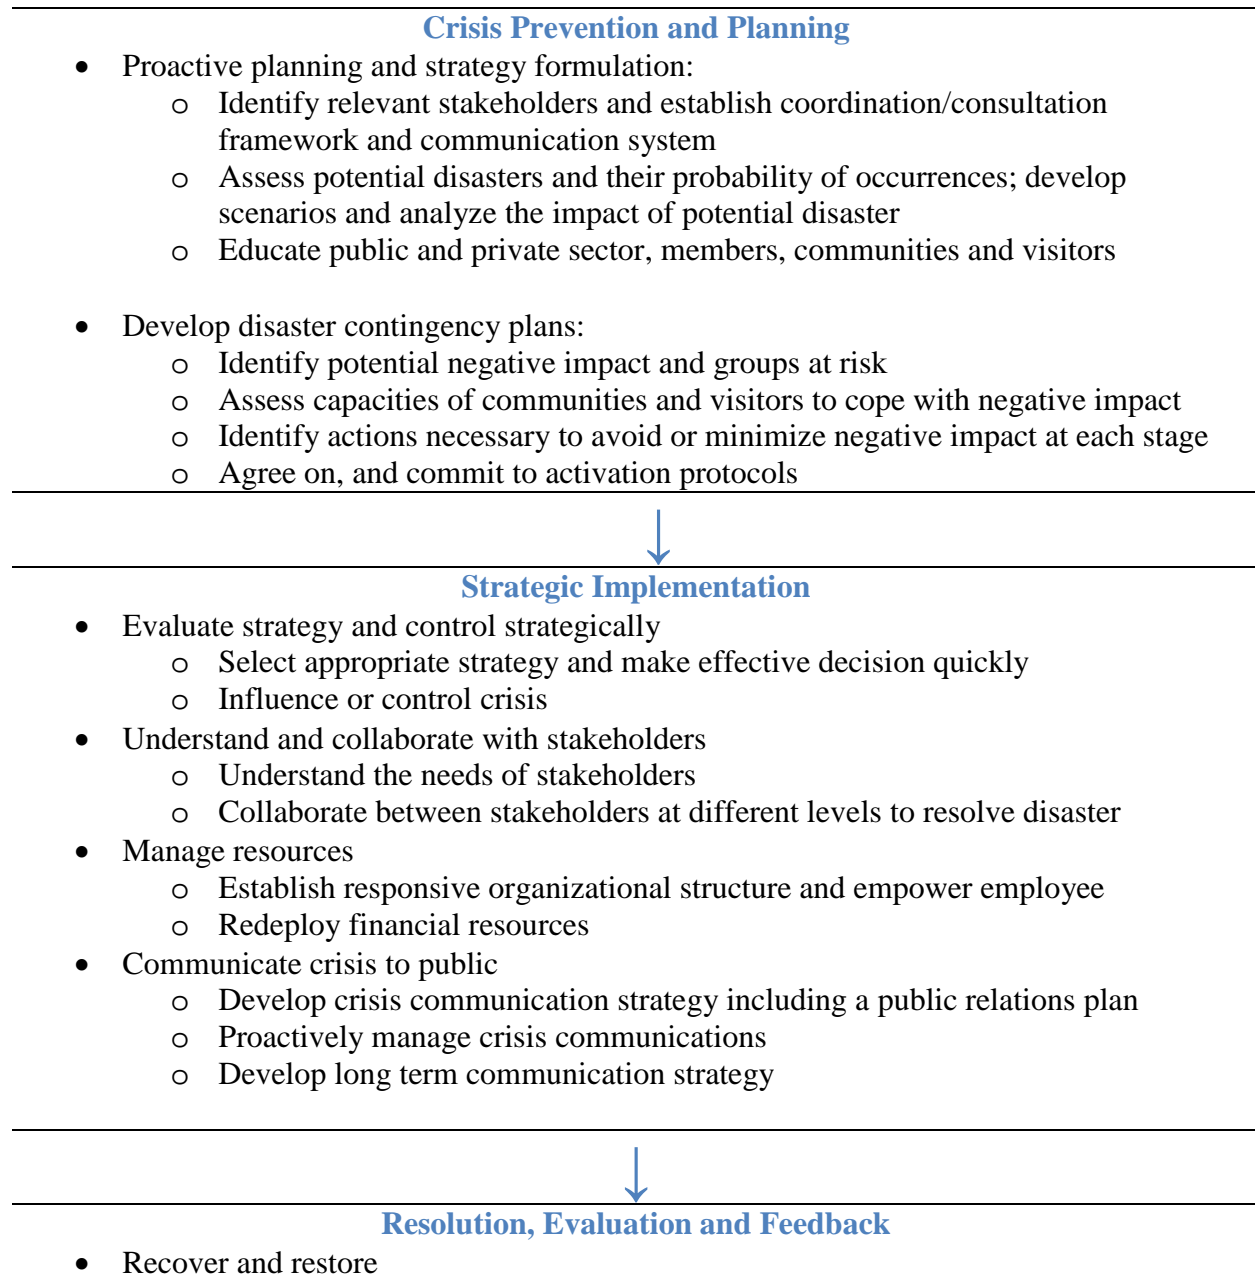 Crisis Prevention and Planning
• Proactive planning and strategy formulation:
o Identify relevant stakeholders and establish coordination/consultation
framework and communication system
o Assess potential disasters and their probability of occurrences; develop
scenarios and analyze the impact of potential disaster
o Educate public and private sector, members, communities and visitors
• Develop disaster contingency plans:
o Identify potential negative impact and groups at risk
o Assess capacities of communities and visitors to cope with negative impact
o Identify actions necessary to avoid or minimize negative impact at each stage
o Agree on, and commit to activation protocols
↓
Strategic Implementation
• Evaluate strategy and control strategically
o Select appropriate strategy and make effective decision quickly
o Influence or control crisis
• Understand and collaborate with stakeholders
o Understand the needs of stakeholders
o Collaborate between stakeholders at different levels to resolve disaster
• Manage resources
o Establish responsive organizational structure and empower employee
o Redeploy financial resources
• Communicate crisis to public
o Develop crisis communication strategy including a public relations plan
o Proactively manage crisis communications
o Develop long term communication strategy
↓
Resolution, Evaluation and Feedback
• Recover and restore